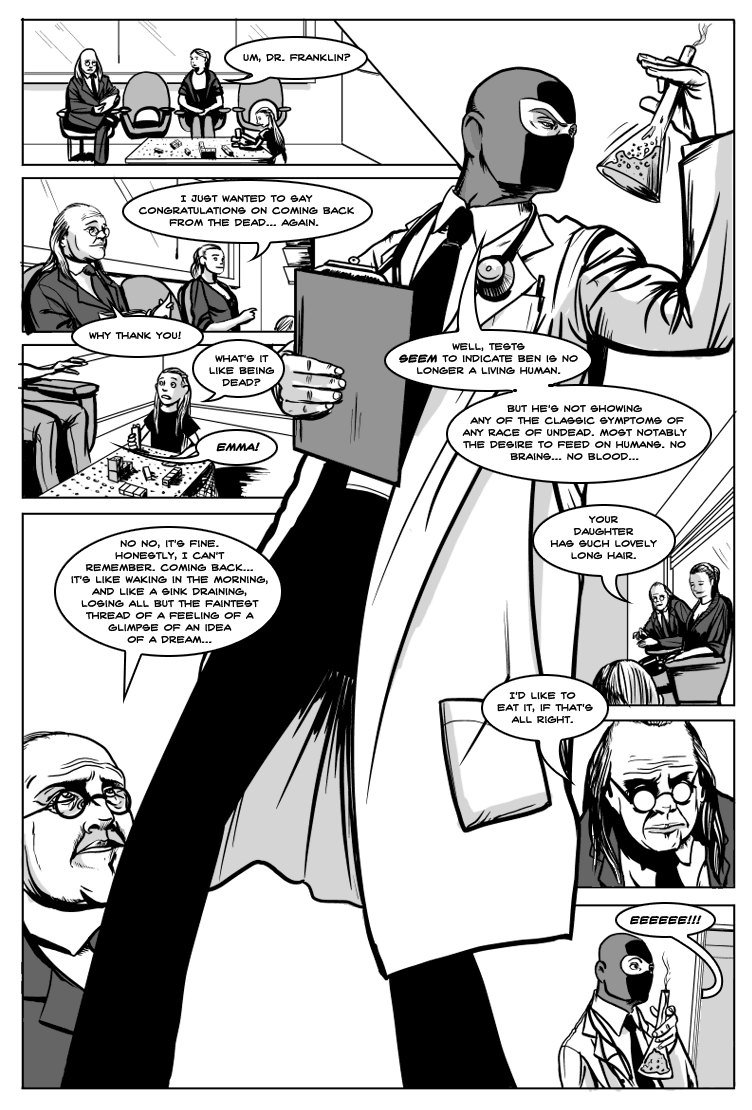 UM, DR. FRANKLIN?
I JUST WANTED TO SAY
CONGRATULATIONS ON COMING BACK
FROM THE DEAD... AGAIN.
WHY THANK YOU!
WHAT'S IT
LIKE BEING
DEAD?
EMMA!
NO NO, IT'S FINE.
HONESTLY, I CAN'T
REMEMBER. COMING BACK...
IT'S LIKE WAKING IN THE MORNING,
AND LIKE A SINK DRAINING,
LOSING ALL BUT THE FAINTEST
THREAD OF A FEELING OF A
GLIMPSE OF AN IDEA
OF A DREAM...
WELL, TESTS
SEEM TO INDICATE BEN IS NO
LONGER A LIVING HUMAN.
BUT HE'S NOT SHOWING
ANY OF THE CLASSIC SYMPTOMS OF
ANY RACE OF UNDEAD. MOST NOTABLY
THE DESIRE TO FEED ON HUMANS. NO
BRAINS... NO BLOOD...
YOUR
DAUGHTER
HAS SUCH LOVELY
LONG HAIR.
I'D LIKE TO
EAT IT, IF THAT'S
ALL RIGHT.
EEEEEE!!!